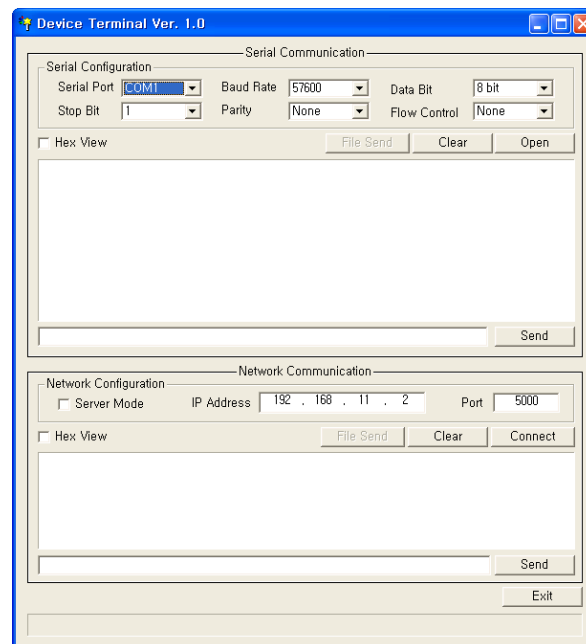 Device Terminal Ver. 1.0
Serial Communication
Serial Configuration
Serial Port COM1 Baud Rate 57600 Data Bit 8 bit
Stop Bit 1 Parity None Flow Control None
Hex View File Send Clear Open
Send
Network Communication
Network Configuration
Server Mode IP Address 192 . 168 . 11 . 2 Port 5000
Hex View File Send Clear Connect
Send
Exit